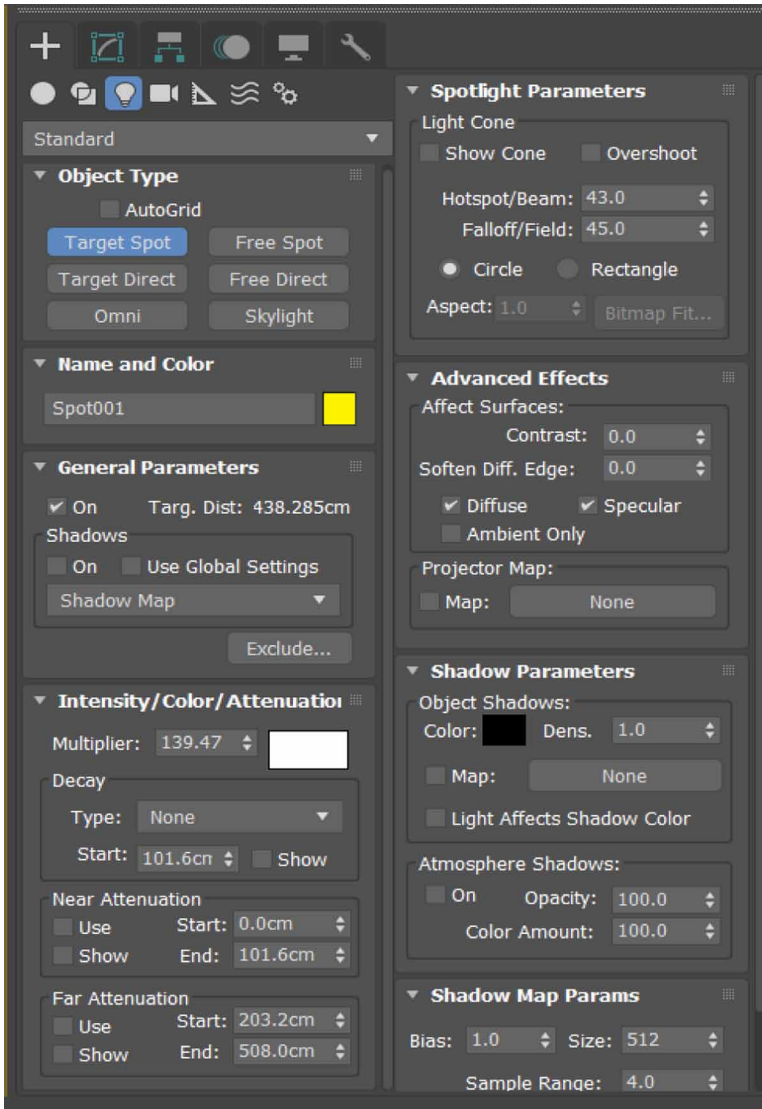 Standard
Object Type
AutoGrid
Target Spot Free Spot
Target Direct Free Direct
Omni Skylight
Name and Color
Spot001
General Parameters
On Targ. Dist: 438.285cm
Shadows
On Use Global Settings
Shadow Map
Exclude...
Intensity/Color/Attenuation
Multiplier: 139.47
Decay
Type: None
Start: 101.6cm Show
Near Attenuation
Use Start: 0.0cm
Show End: 101.6cm
Far Attenuation
Use Start: 203.2cm
Show End: 508.0cm
Spotlight Parameters
Light Cone
Show Cone Overshoot
Hotspot/Beam: 43.0
Falloff/Field: 45.0
Circle Rectangle
Aspect: 1.0 Bitmap Fit...
Advanced Effects
Affect Surfaces:
Contrast: 0.0
Soften Diff. Edge: 0.0
Diffuse Specular
Ambient Only
Projector Map:
Map: None
Shadow Parameters
Object Shadows:
Color: Dens. 1.0
Map: None
Light Affects Shadow Color
Atmosphere Shadows:
On Opacity: 100.0
Color Amount: 100.0
Shadow Map Params
Bias: 1.0 Size: 512
Sample Range: 4.0